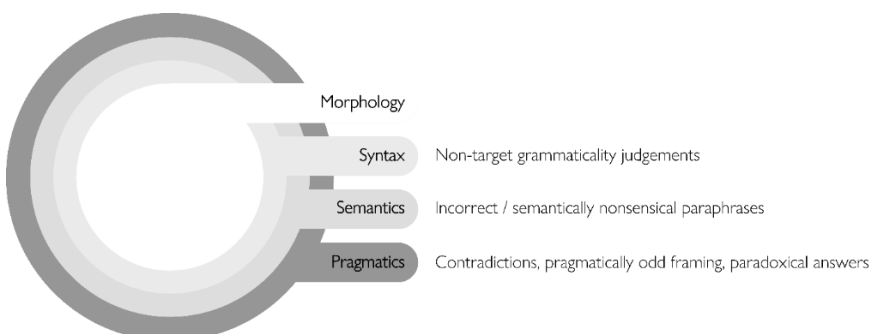 Morphology
Syntax Non-target grammaticality judgements
Semantics Incorrect / semantically nonsensical paraphrases
Pragmatics Contradictions, pragmatically odd framing, paradoxical answers